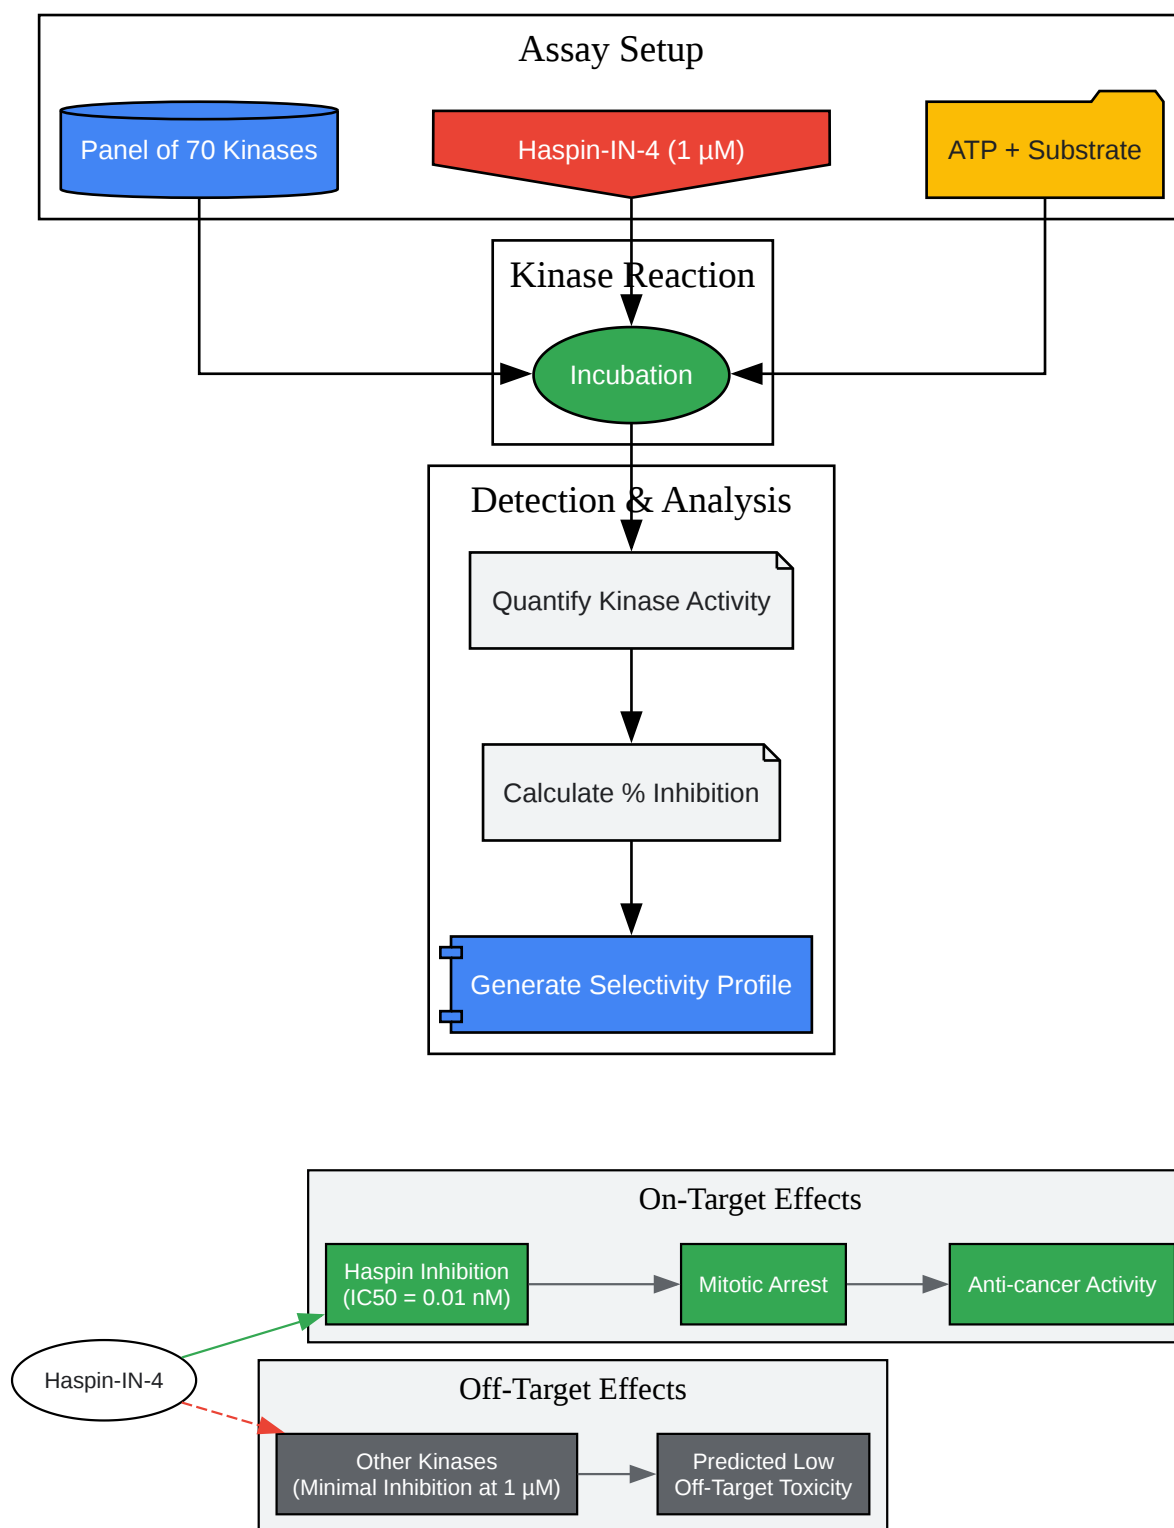 Assay Setup
Panel of 70 Kinases
Haspin-IN-4 (1 µM)
ATP + Substrate
Kinase Reaction
Incubation
Detection & Analysis
Quantify Kinase Activity
Calculate % Inhibition
Generate Selectivity Profile
On-Target Effects
Haspin Inhibition
(IC50 = 0.01 nM)
Mitotic Arrest
Anti-cancer Activity
Haspin-IN-4
Off-Target Effects
Other Kinases
(Minimal Inhibition at 1 µM)
Predicted Low
Off-Target Toxicity